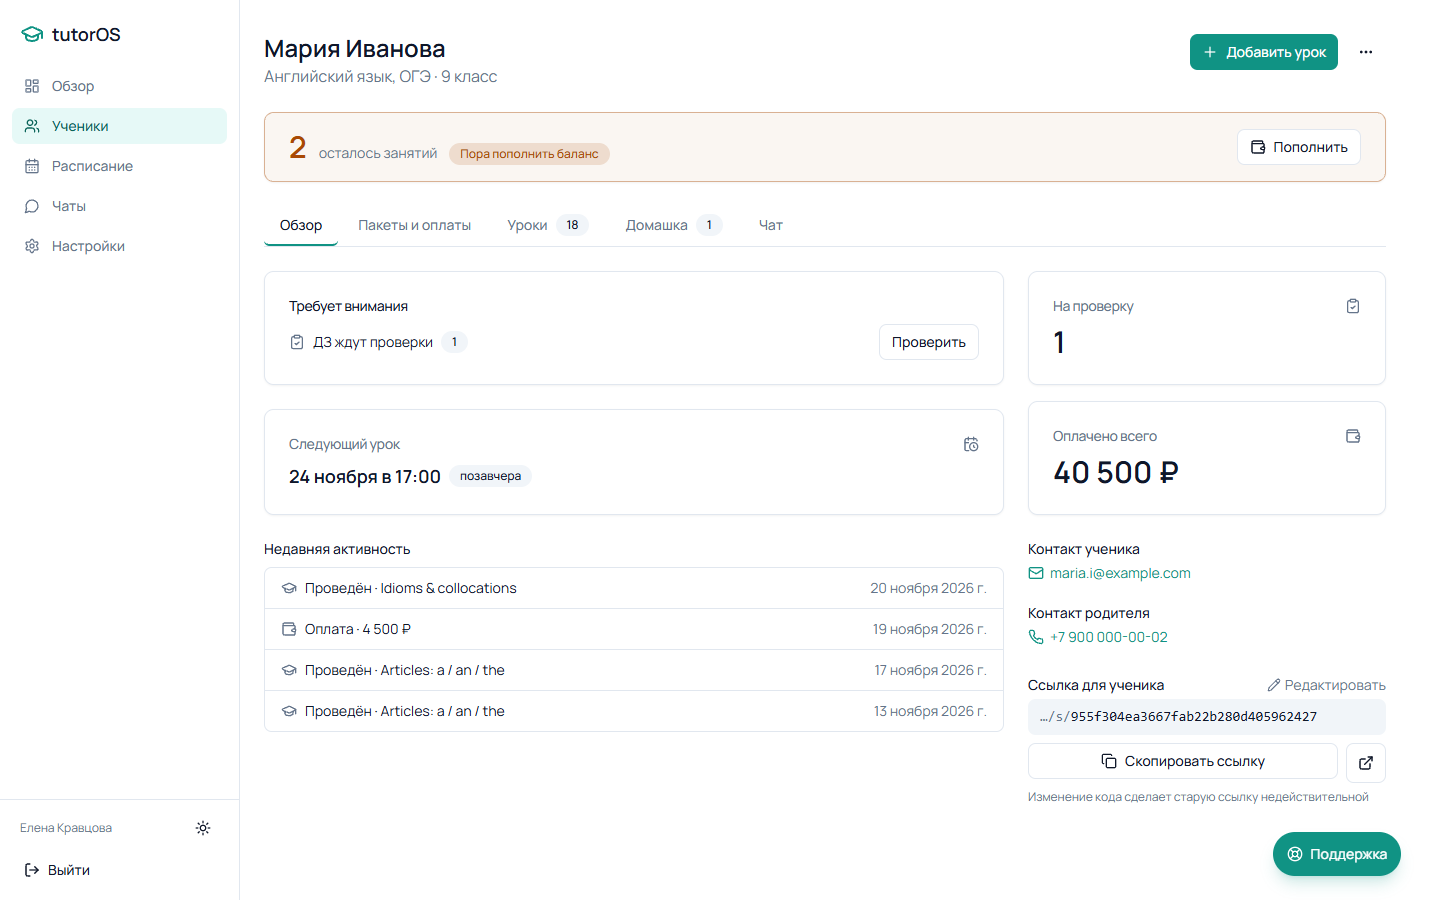 tutorOS
Обзор
Ученики
Расписание
Чаты
Настройки
Елена Кравцова
Выйти
Мария Иванова
Английский язык, ОГЭ · 9 класс
Добавить урок
2 осталось занятий Пора пополнить баланс
Пополнить
Обзор Пакеты и оплаты Уроки 18 Домашка 1 Чат
Требует внимания
ДЗ ждут проверки 1
Проверить
Следующий урок
24 ноября в 17:00 позавчера
Недавняя активность
Проведён · Idioms & collocations 20 ноября 2026 г.
Оплата · 4 500 ₽ 19 ноября 2026 г.
Проведён · Articles: a / an / the 17 ноября 2026 г.
Проведён · Articles: a / an / the 13 ноября 2026 г.
На проверку
1
Оплачено всего
40 500 ₽
Контакт ученика
maria.i@example.com
Контакт родителя
+7 900 000-00-02
Ссылка для ученика Редактировать
…/s/955f304ea3667fab22b280d405962427
Скопировать ссылку
Изменение кода сделает старую ссылку недействительной
Поддержка